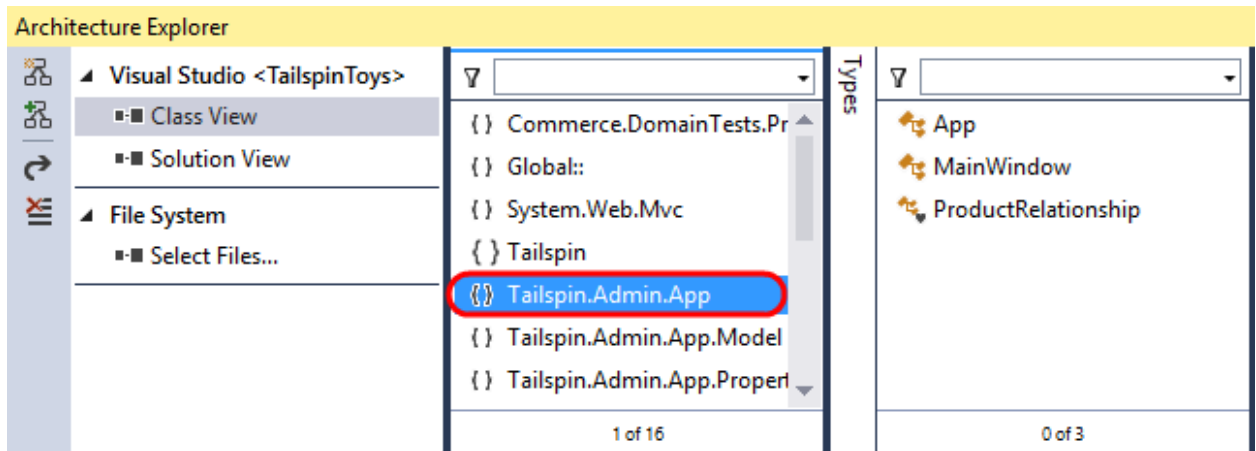 Architecture Explorer
Visual Studio <TailspinToys>
Class View
Solution View
File System
Select Files...
{ } Commerce.DomainTests.Pr
{ } Global::
{ } System.Web.Mvc
{ } Tailspin
{ } Tailspin.Admin.App
{ } Tailspin.Admin.App.Model
{ } Tailspin.Admin.App.Propert
1 of 16
Types
App
MainWindow
ProductRelationship
0 of 3